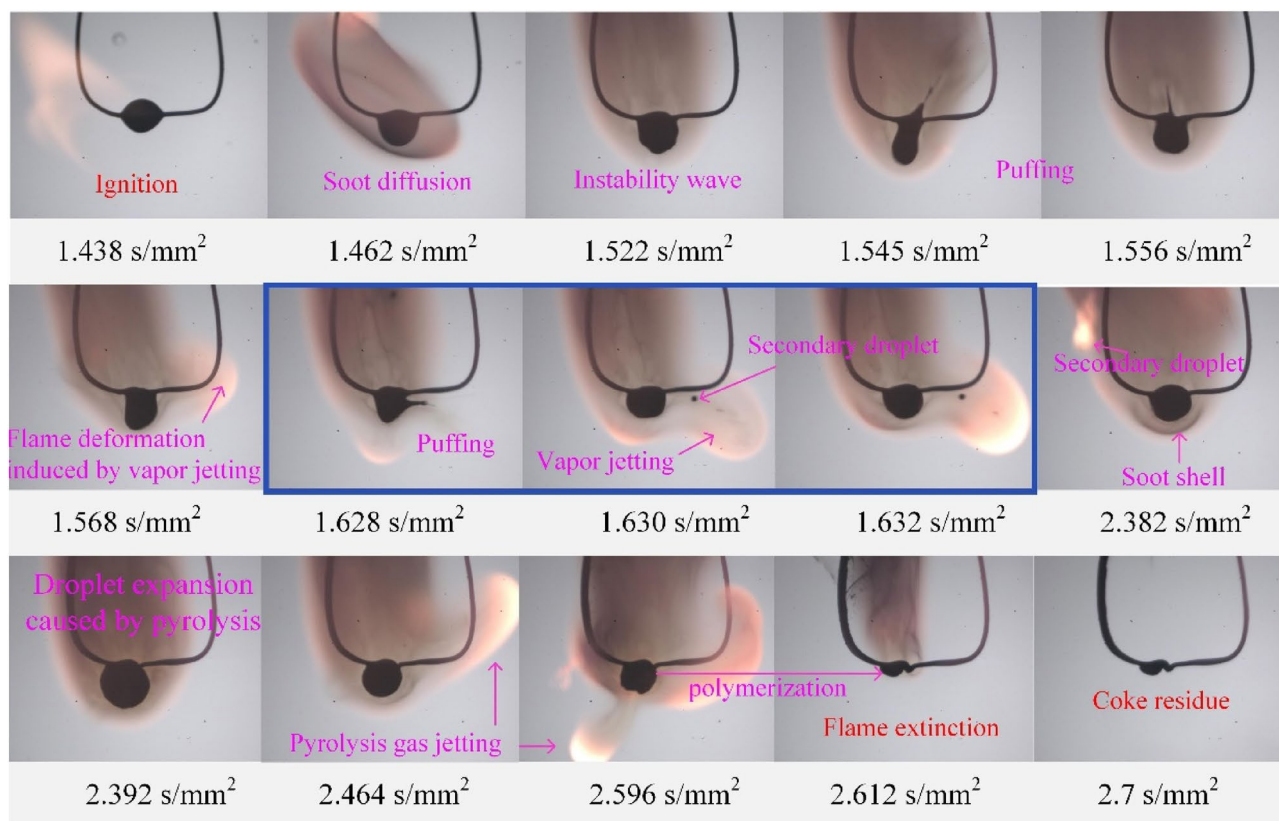 Ignition
Soot diffusion
Instability wave
Puffing
1.438 s/mm²
1.462 s/mm²
1.522 s/mm²
1.545 s/mm²
1.556 s/mm²
Secondary droplet
Secondary droplet
Flame deformation
induced by vapor jetting
Puffing
Vapor jetting
Soot shell
1.568 s/mm²
1.628 s/mm²
1.630 s/mm²
1.632 s/mm²
2.382 s/mm²
Droplet expansion
caused by pyrolysis
Pyrolysis gas jetting
polymerization
Flame extinction
Coke residue
2.392 s/mm²
2.464 s/mm²
2.596 s/mm²
2.612 s/mm²
2.7 s/mm²